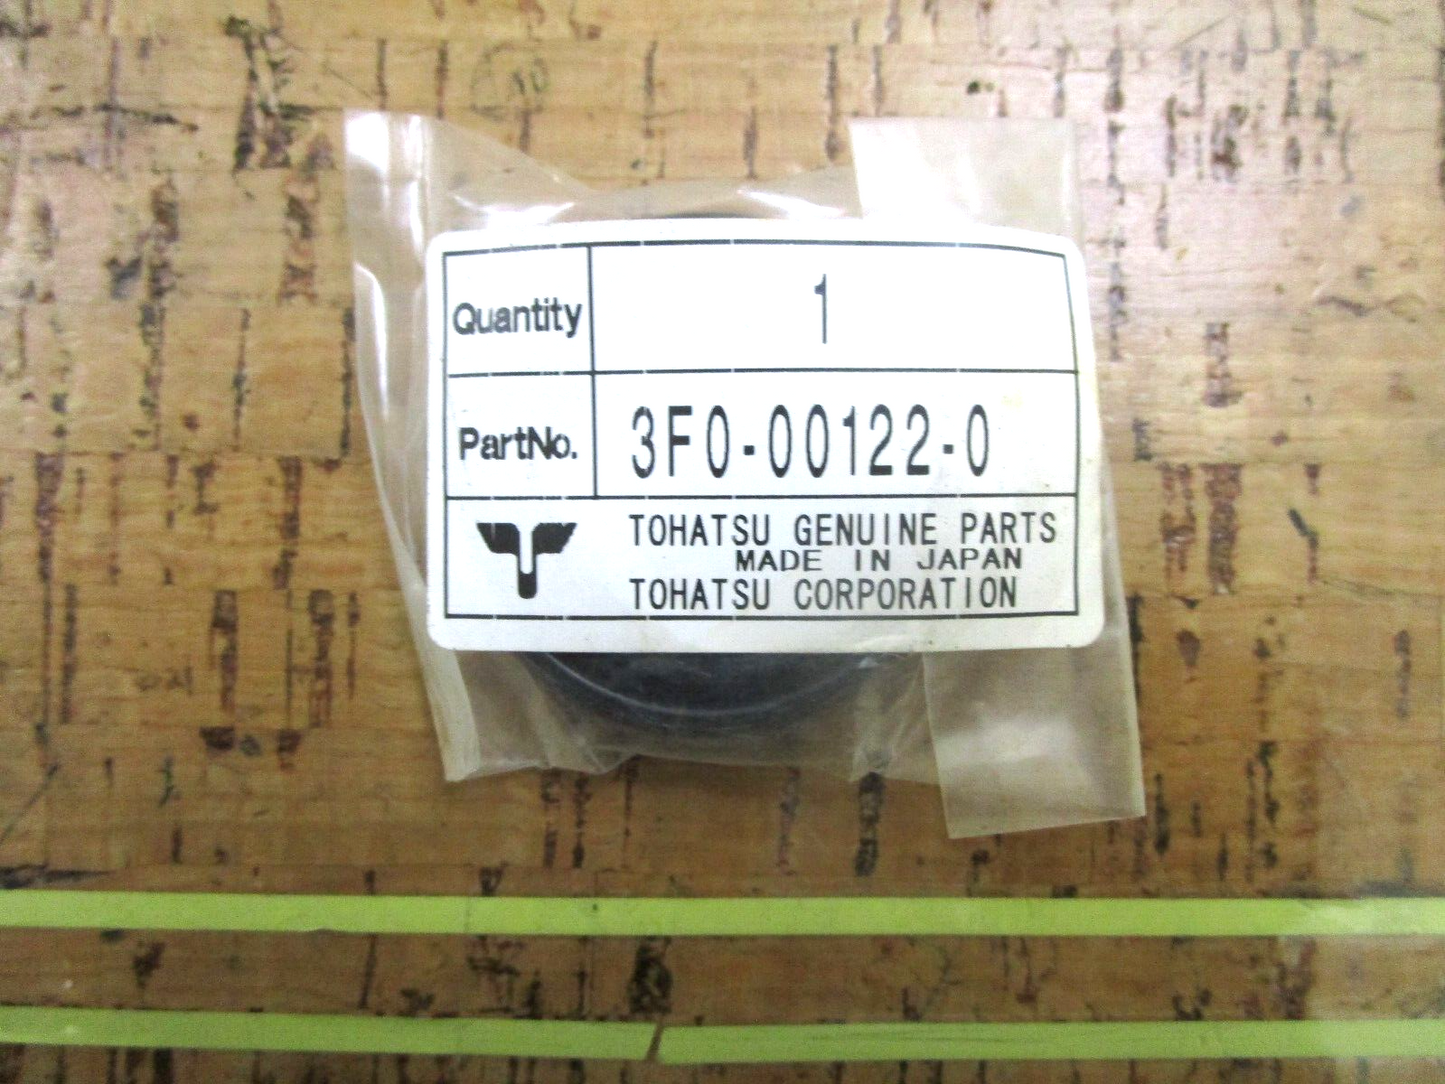 Quantity 1
PartNo. 3F0-00122-0
TOHATSU GENUINE PARTS
MADE IN JAPAN
TOHATSU CORPORATION